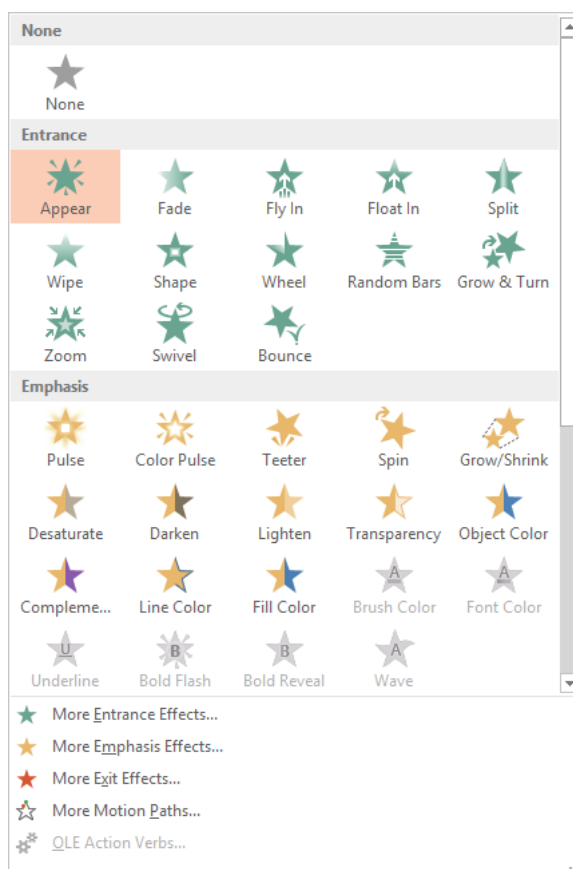 None
None
Entrance
Appear Fade Fly In Float In Split
Wipe Shape Wheel Random Bars Grow & Turn
Zoom Swivel Bounce
Emphasis
Pulse Color Pulse Teeter Spin Grow/Shrink
Desaturate Darken Lighten Transparency Object Color
Compleme... Line Color Fill Color Brush Color Font Color
Underline Bold Flash Bold Reveal Wave
More Entrance Effects...
More Emphasis Effects...
More Exit Effects...
More Motion Paths...
OLE Action Verbs...